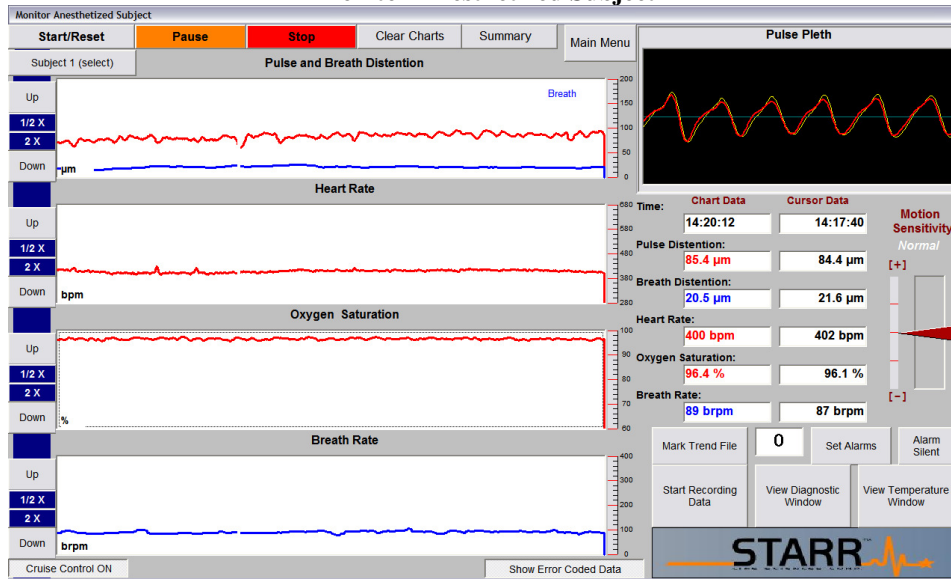 Monitor Anesthetized Subject
Start/Reset Pause Stop Clear Charts Summary Main Menu Pulse Pleth
Subject 1 (select) Pulse and Breath Distention
Up
1/2 X
2 X
Down
Breath
µm
200
150
100
50
0
Heart Rate
Up
1/2 X
2 X
Down
bpm
680
580
480
380
280
Oxygen Saturation
Up
1/2 X
2 X
Down
%
100
90
80
70
60
Breath Rate
Up
1/2 X
2 X
Down
brpm
400
300
200
100
0
Cruise Control ON Show Error Coded Data
Time: Chart Data Cursor Data
14:20:12 14:17:40
Pulse Distention:
85.4 µm 84.4 µm
Breath Distention:
20.5 µm 21.6 µm
Heart Rate:
400 bpm 402 bpm
Oxygen Saturation:
96.4 % 96.1 %
Breath Rate:
89 brpm 87 brpm
Motion
Sensitivity
Normal
[+]
[-]
Mark Trend File 0 Set Alarms Alarm
Silent
Start Recording
Data
View Diagnostic
Window
View Temperature
Window
STARR™
LIFE SCIENCES CORP